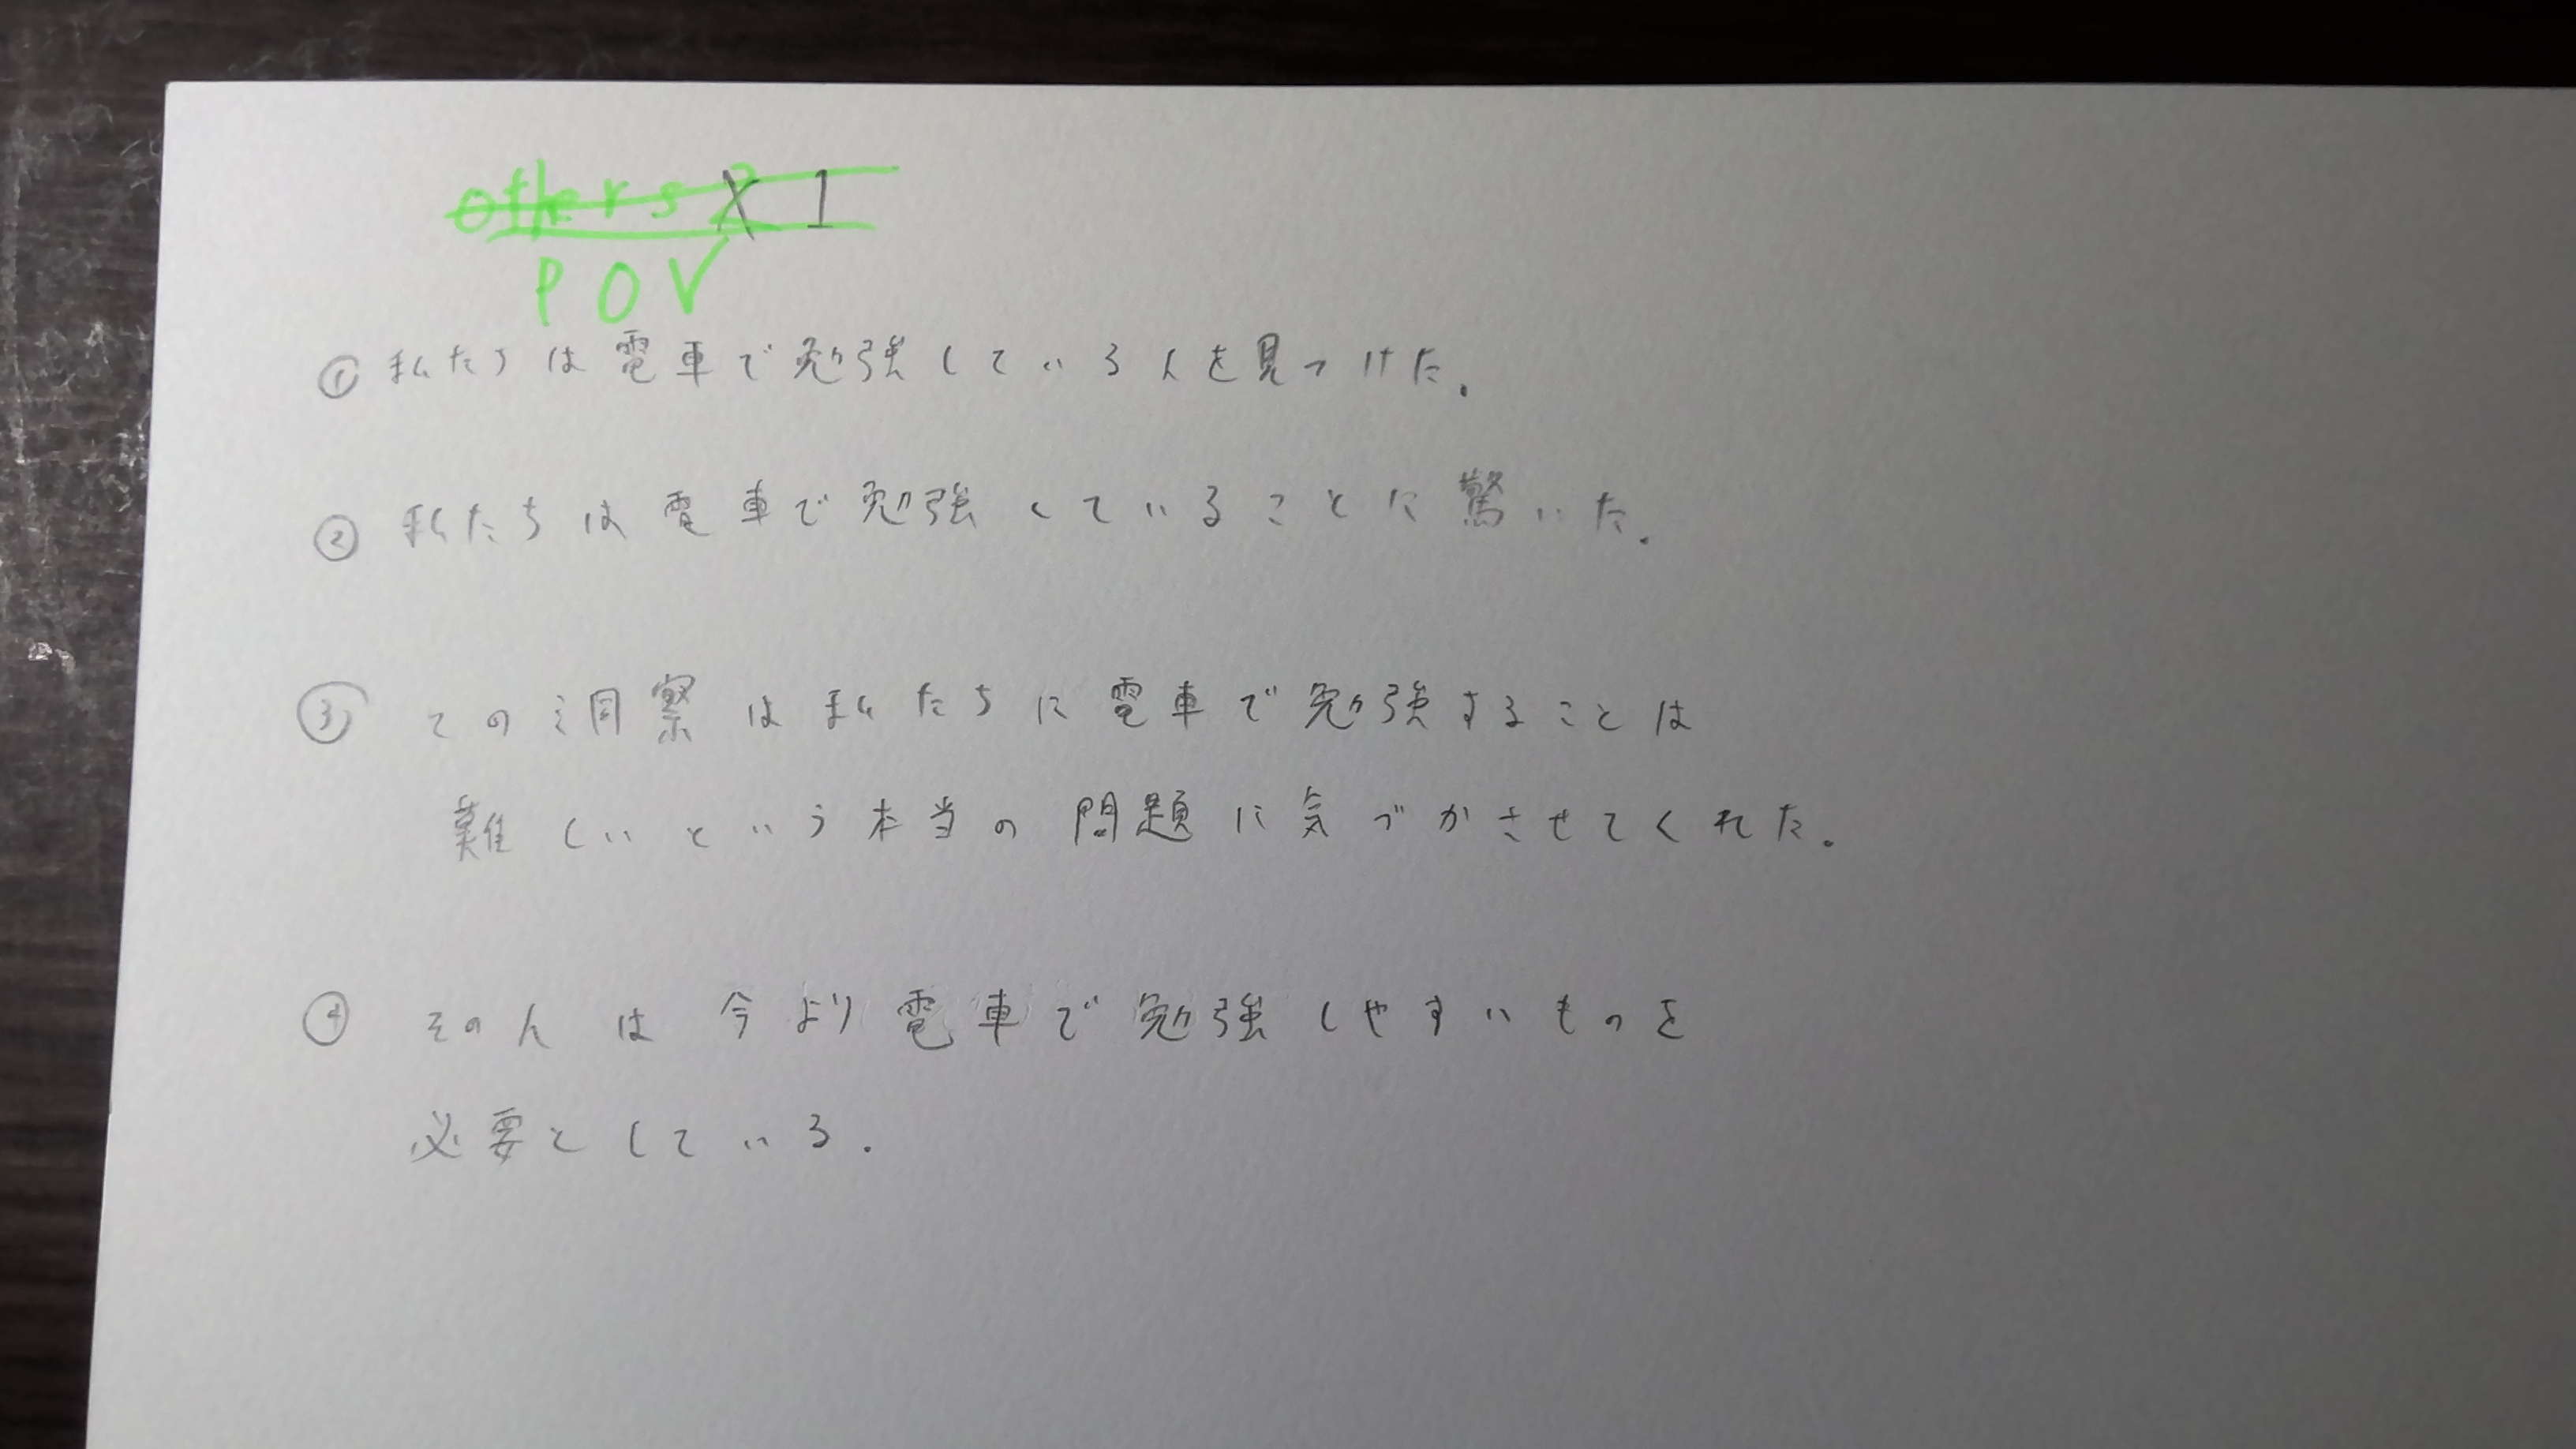 others 2 1
POV
① 私たちは電車で勉強している人を見つけた.
② 私たちは電車で勉強していることに驚いた.
③ この洞察は私たちに電車で勉強することは
難しいという本当の問題に気づかさせてくれた.
④ その人は今より電車で勉強しやすいものを
必要としている.